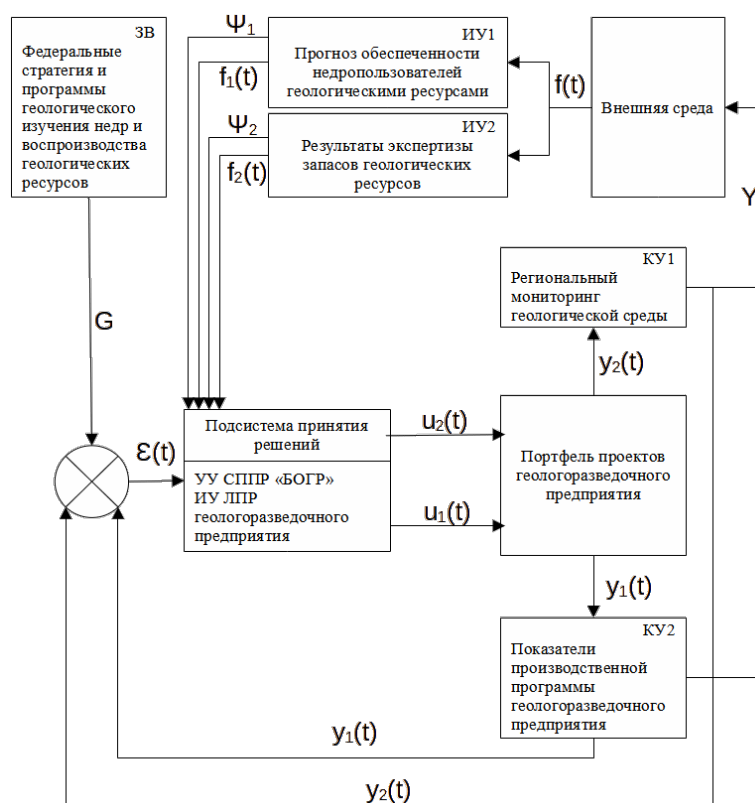 ЗВ
Федеральные
стратегия и
программы
геологического
изучения недр и
воспроизводства
геологических
ресурсов
Ψ1
f1(t)
Ψ2
f2(t)
ИУ1
Прогноз обеспеченности
недропользователей
геологическими ресурсами
ИУ2
Результаты экспертизы
запасов геологических
ресурсов
f(t)
Внешняя среда
Y
G
КУ1
Региональный
мониторинг
геологической среды
y2(t)
Ɛ(t)
Подсистема принятия
решений
УУ СППР «БОГР»
ИУ ЛПР
геологоразведочного
предприятия
u2(t)
u1(t)
Портфель проектов
геологоразведочного
предприятия
y1(t)
КУ2
Показатели
производственной
программы
геологоразведочного
предприятия
y1(t)
y2(t)